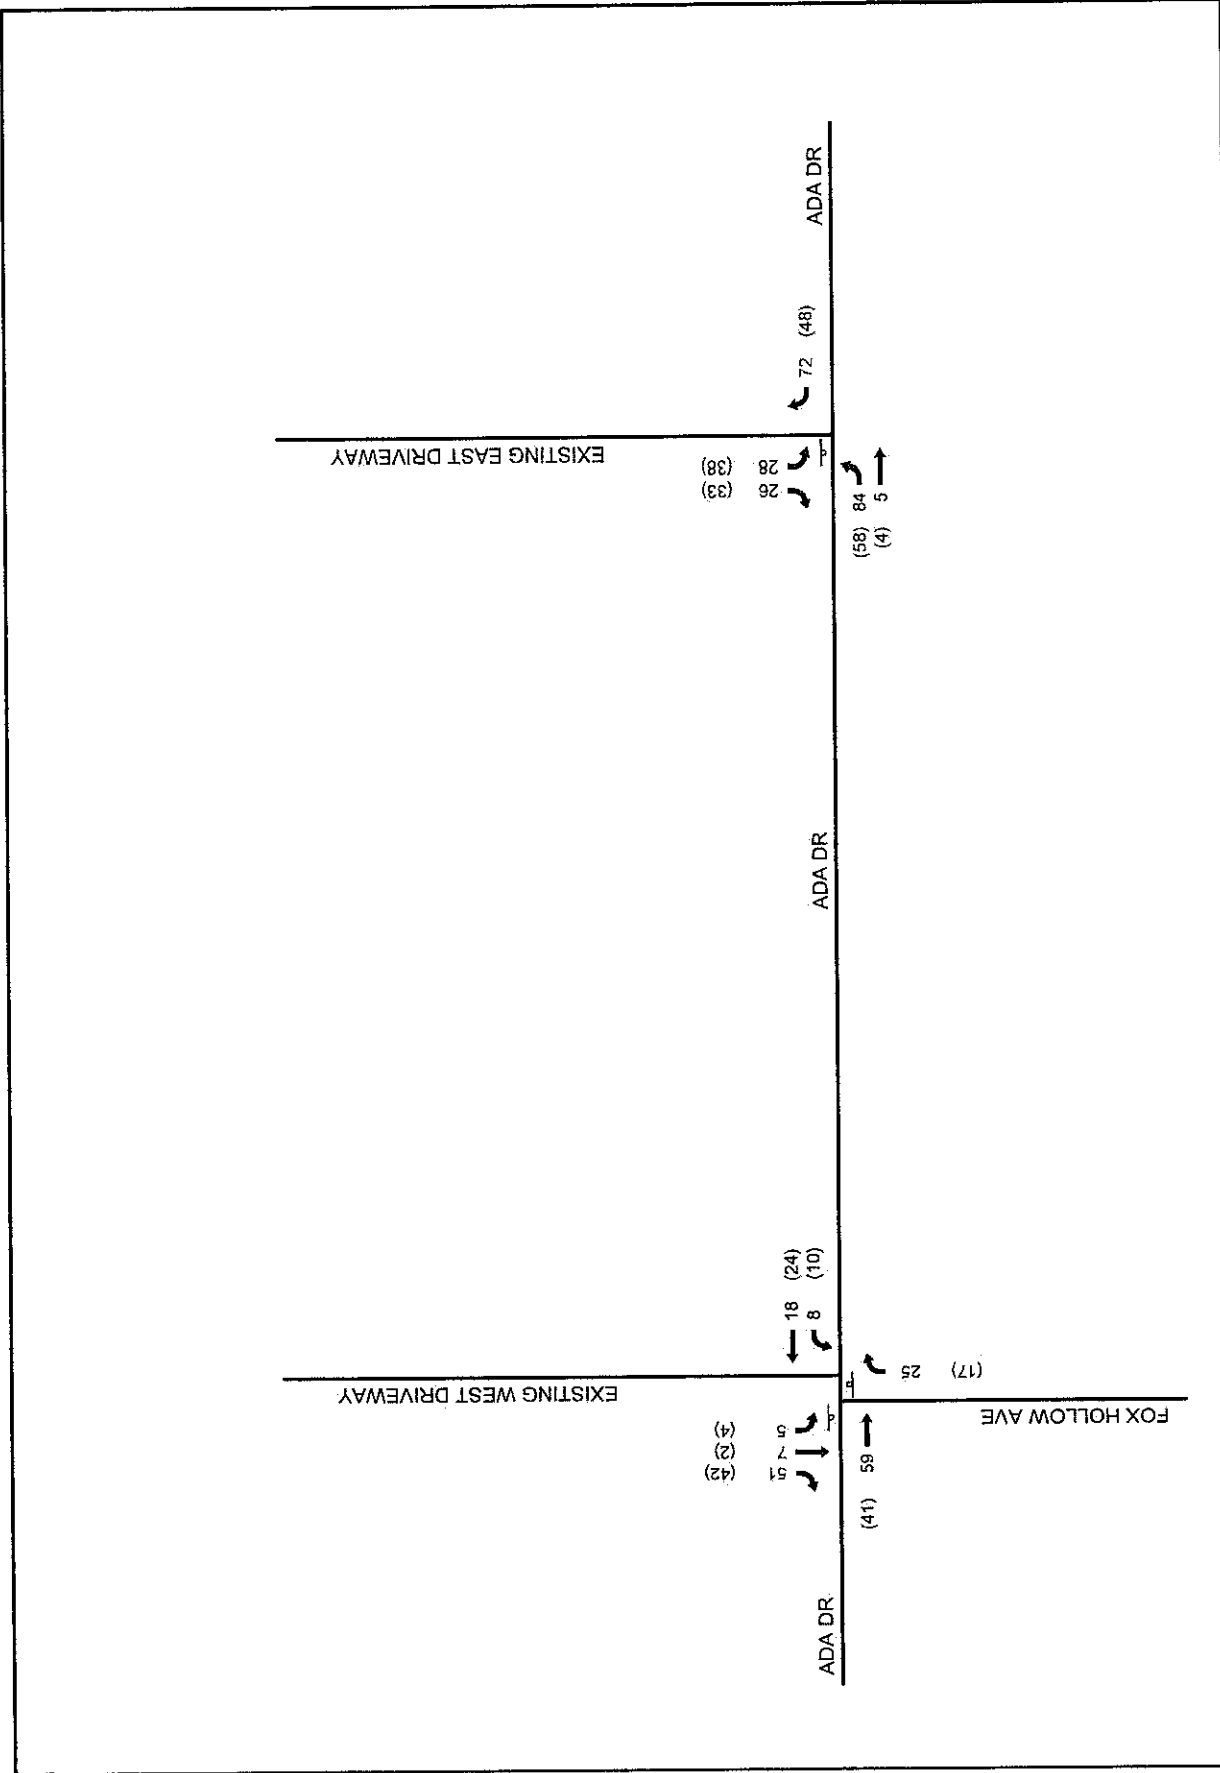 EXISTING WEST DRIVEWAY
EXISTING EAST DRIVEWAY
51 (42)
7 (2)
5 (4)
18 (24)
8 (10)
26 (33)
28 (38)
72 (48)
ADA DR
ADA DR
ADA DR
(41) 59
25 (17)
(58) 84
(4) 5
FOX HOLLOW AVE